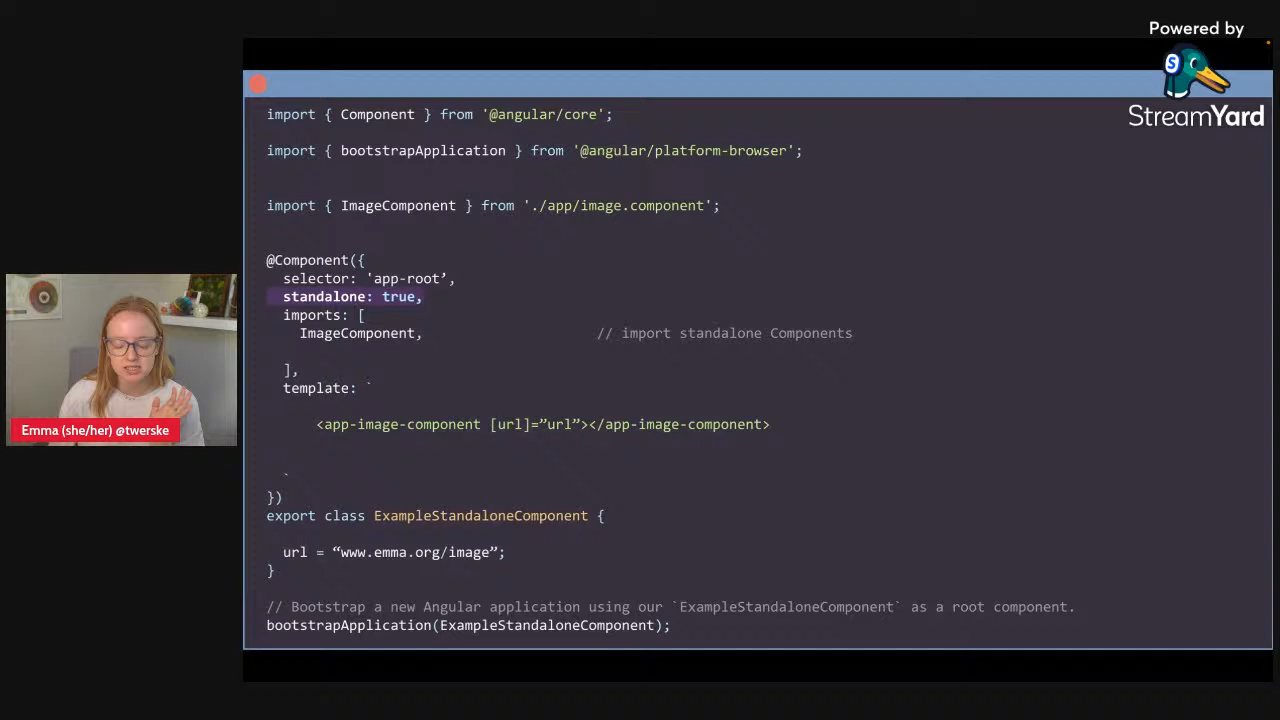 Powered by
StreamYard
import { Component } from '@angular/core';
import { bootstrapApplication } from '@angular/platform-browser';
import { ImageComponent } from './app/image.component';
@Component({
selector: 'app-root’,
standalone: true,
imports: [
ImageComponent, // import standalone Components
],
template: `
<app-image-component [url]=”url”></app-image-component>
`
})
export class ExampleStandaloneComponent {
url = “www.emma.org/image”;
}
// Bootstrap a new Angular application using our `ExampleStandaloneComponent` as a root component.
bootstrapApplication(ExampleStandaloneComponent);
Emma (she/her) @twerske